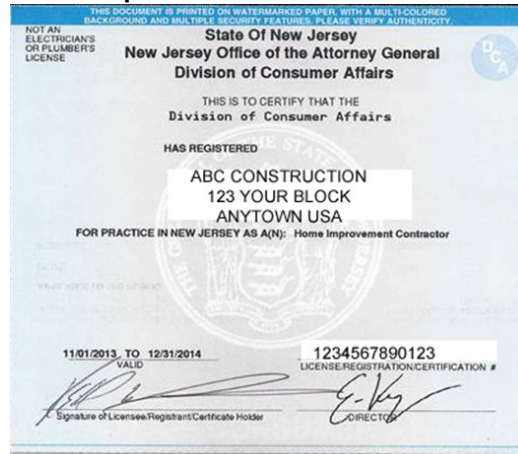 THIS DOCUMENT IS PRINTED ON WATERMARKED PAPER, WITH A MULTI-COLORED
BACKGROUND AND MULTIPLE SECURITY FEATURES. PLEASE VERIFY AUTHENTICITY.
NOT AN
ELECTRICIAN'S
OR PLUMBER'S
LICENSE
State Of New Jersey
New Jersey Office of the Attorney General
Division of Consumer Affairs
DCA
THIS IS TO CERTIFY THAT THE
Division of Consumer Affairs
HAS REGISTERED
ABC CONSTRUCTION
123 YOUR BLOCK
ANYTOWN USA
FOR PRACTICE IN NEW JERSEY AS A(N): Home Improvement Contractor
11/01/2013 TO 12/31/2014
VALID
1234567890123
LICENSE/REGISTRATION/CERTIFICATION #
Signature of Licensee/Registrant/Certificate Holder
DIRECTOR